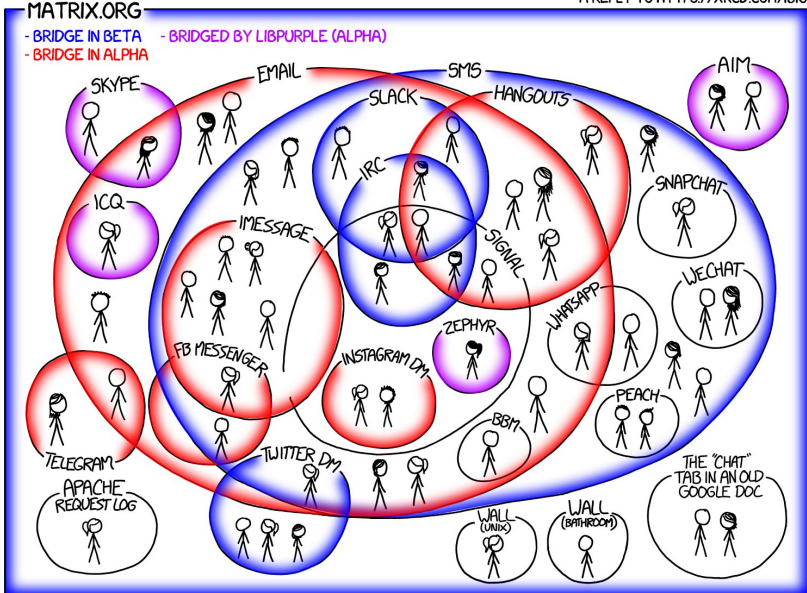 MATRIX.ORG
- BRIDGE IN BETA - BRIDGED BY LIBPURPLE (ALPHA)
- BRIDGE IN ALPHA
SKYPE
EMAIL
SMS
AIM
SLACK
HANGOUTS
IRC
SNAPCHAT
ICQ
IMESSAGE
SIGNAL
WECHAT
WHATSAPP
ZEPHYR
FB MESSENGER
INSTAGRAM DM
PEACH
BBM
TELEGRAM
TWITTER DM
APACHE
REQUEST LOG
THE "CHAT"
TAB IN AN OLD
GOOGLE DOC
WALL
(UNIX)
WALL
(BATHROOM)